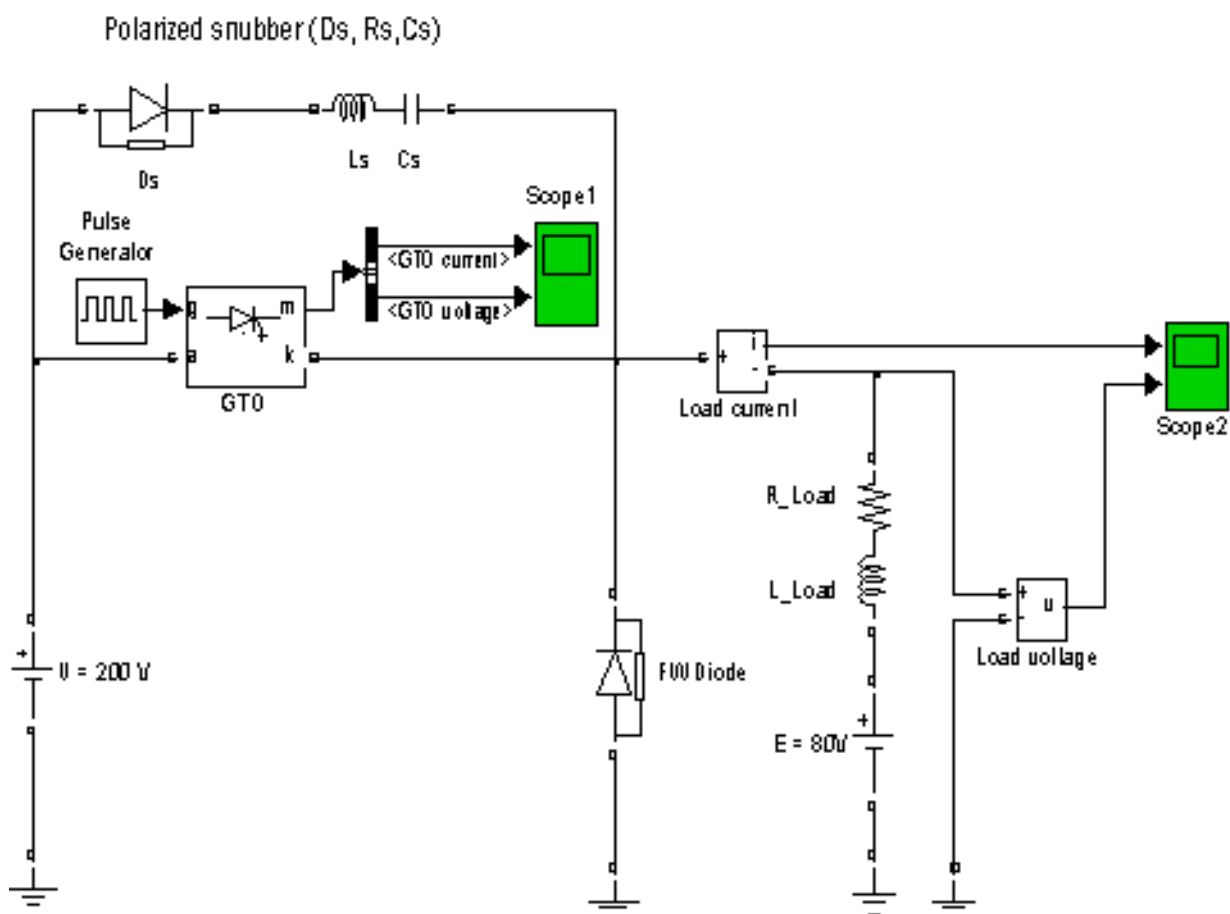 Polarized snubber (Ds, Rs,Cs)
Ls Cs
Ds
Scope1
Pulse
Generator
<GTO current>
<GTO voltage>
g m
a k
GTO
+ i
-
Load current
Scope2
R_Load
L_Load
+
v
-
Load voltage
+
V = 200 V
FW Diode
+
E = 80V